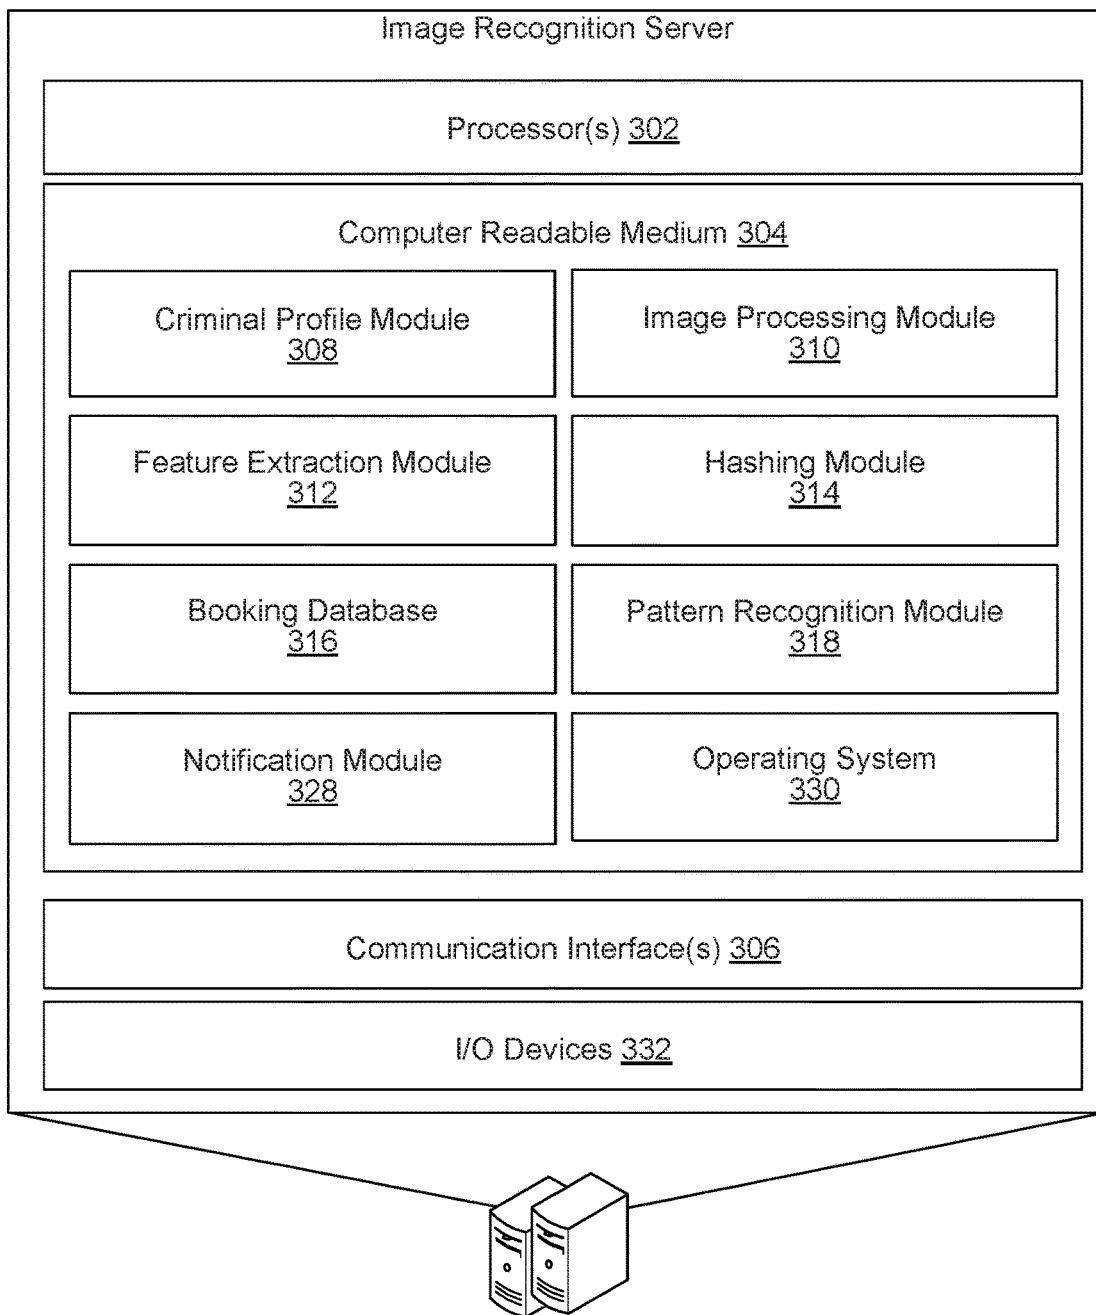 Image Recognition Server
Processor(s) 302
Computer Readable Medium 304
Criminal Profile Module
308
Image Processing Module
310
Feature Extraction Module
312
Hashing Module
314
Booking Database
316
Pattern Recognition Module
318
Notification Module
328
Operating System
330
Communication Interface(s) 306
I/O Devices 332